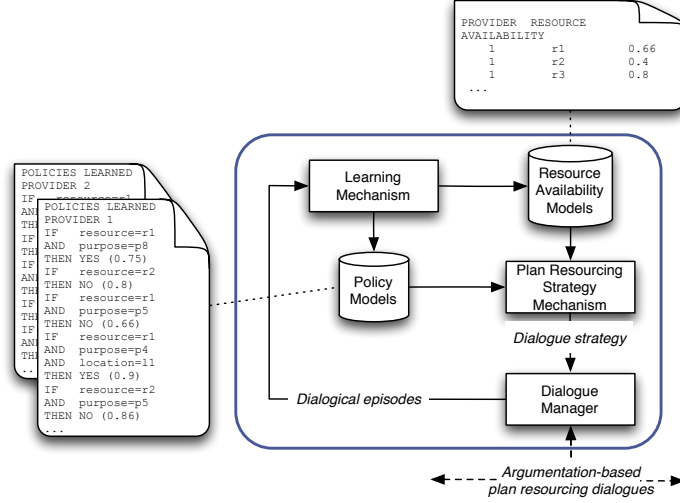 PROVIDER RESOURCE
AVAILABILITY
1 r1 0.66
1 r2 0.4
1 r3 0.8
...
POLICIES LEARNED
PROVIDER 2
IF resource=r1
POLICIES LEARNED
PROVIDER 1
IF resource=r1
AND purpose=p8
THEN YES (0.75)
IF resource=r2
THEN NO (0.8)
IF resource=r1
AND purpose=p5
THEN NO (0.66)
IF resource=r1
AND purpose=p4
AND location=l1
THEN YES (0.9)
IF resource=r2
AND purpose=p5
THEN NO (0.86)
...
Learning
Mechanism
Resource
Availability
Models
Policy
Models
Plan Resourcing
Strategy
Mechanism
Dialogue strategy
Dialogical episodes
Dialogue
Manager
Argumentation-based
plan resourcing dialogues